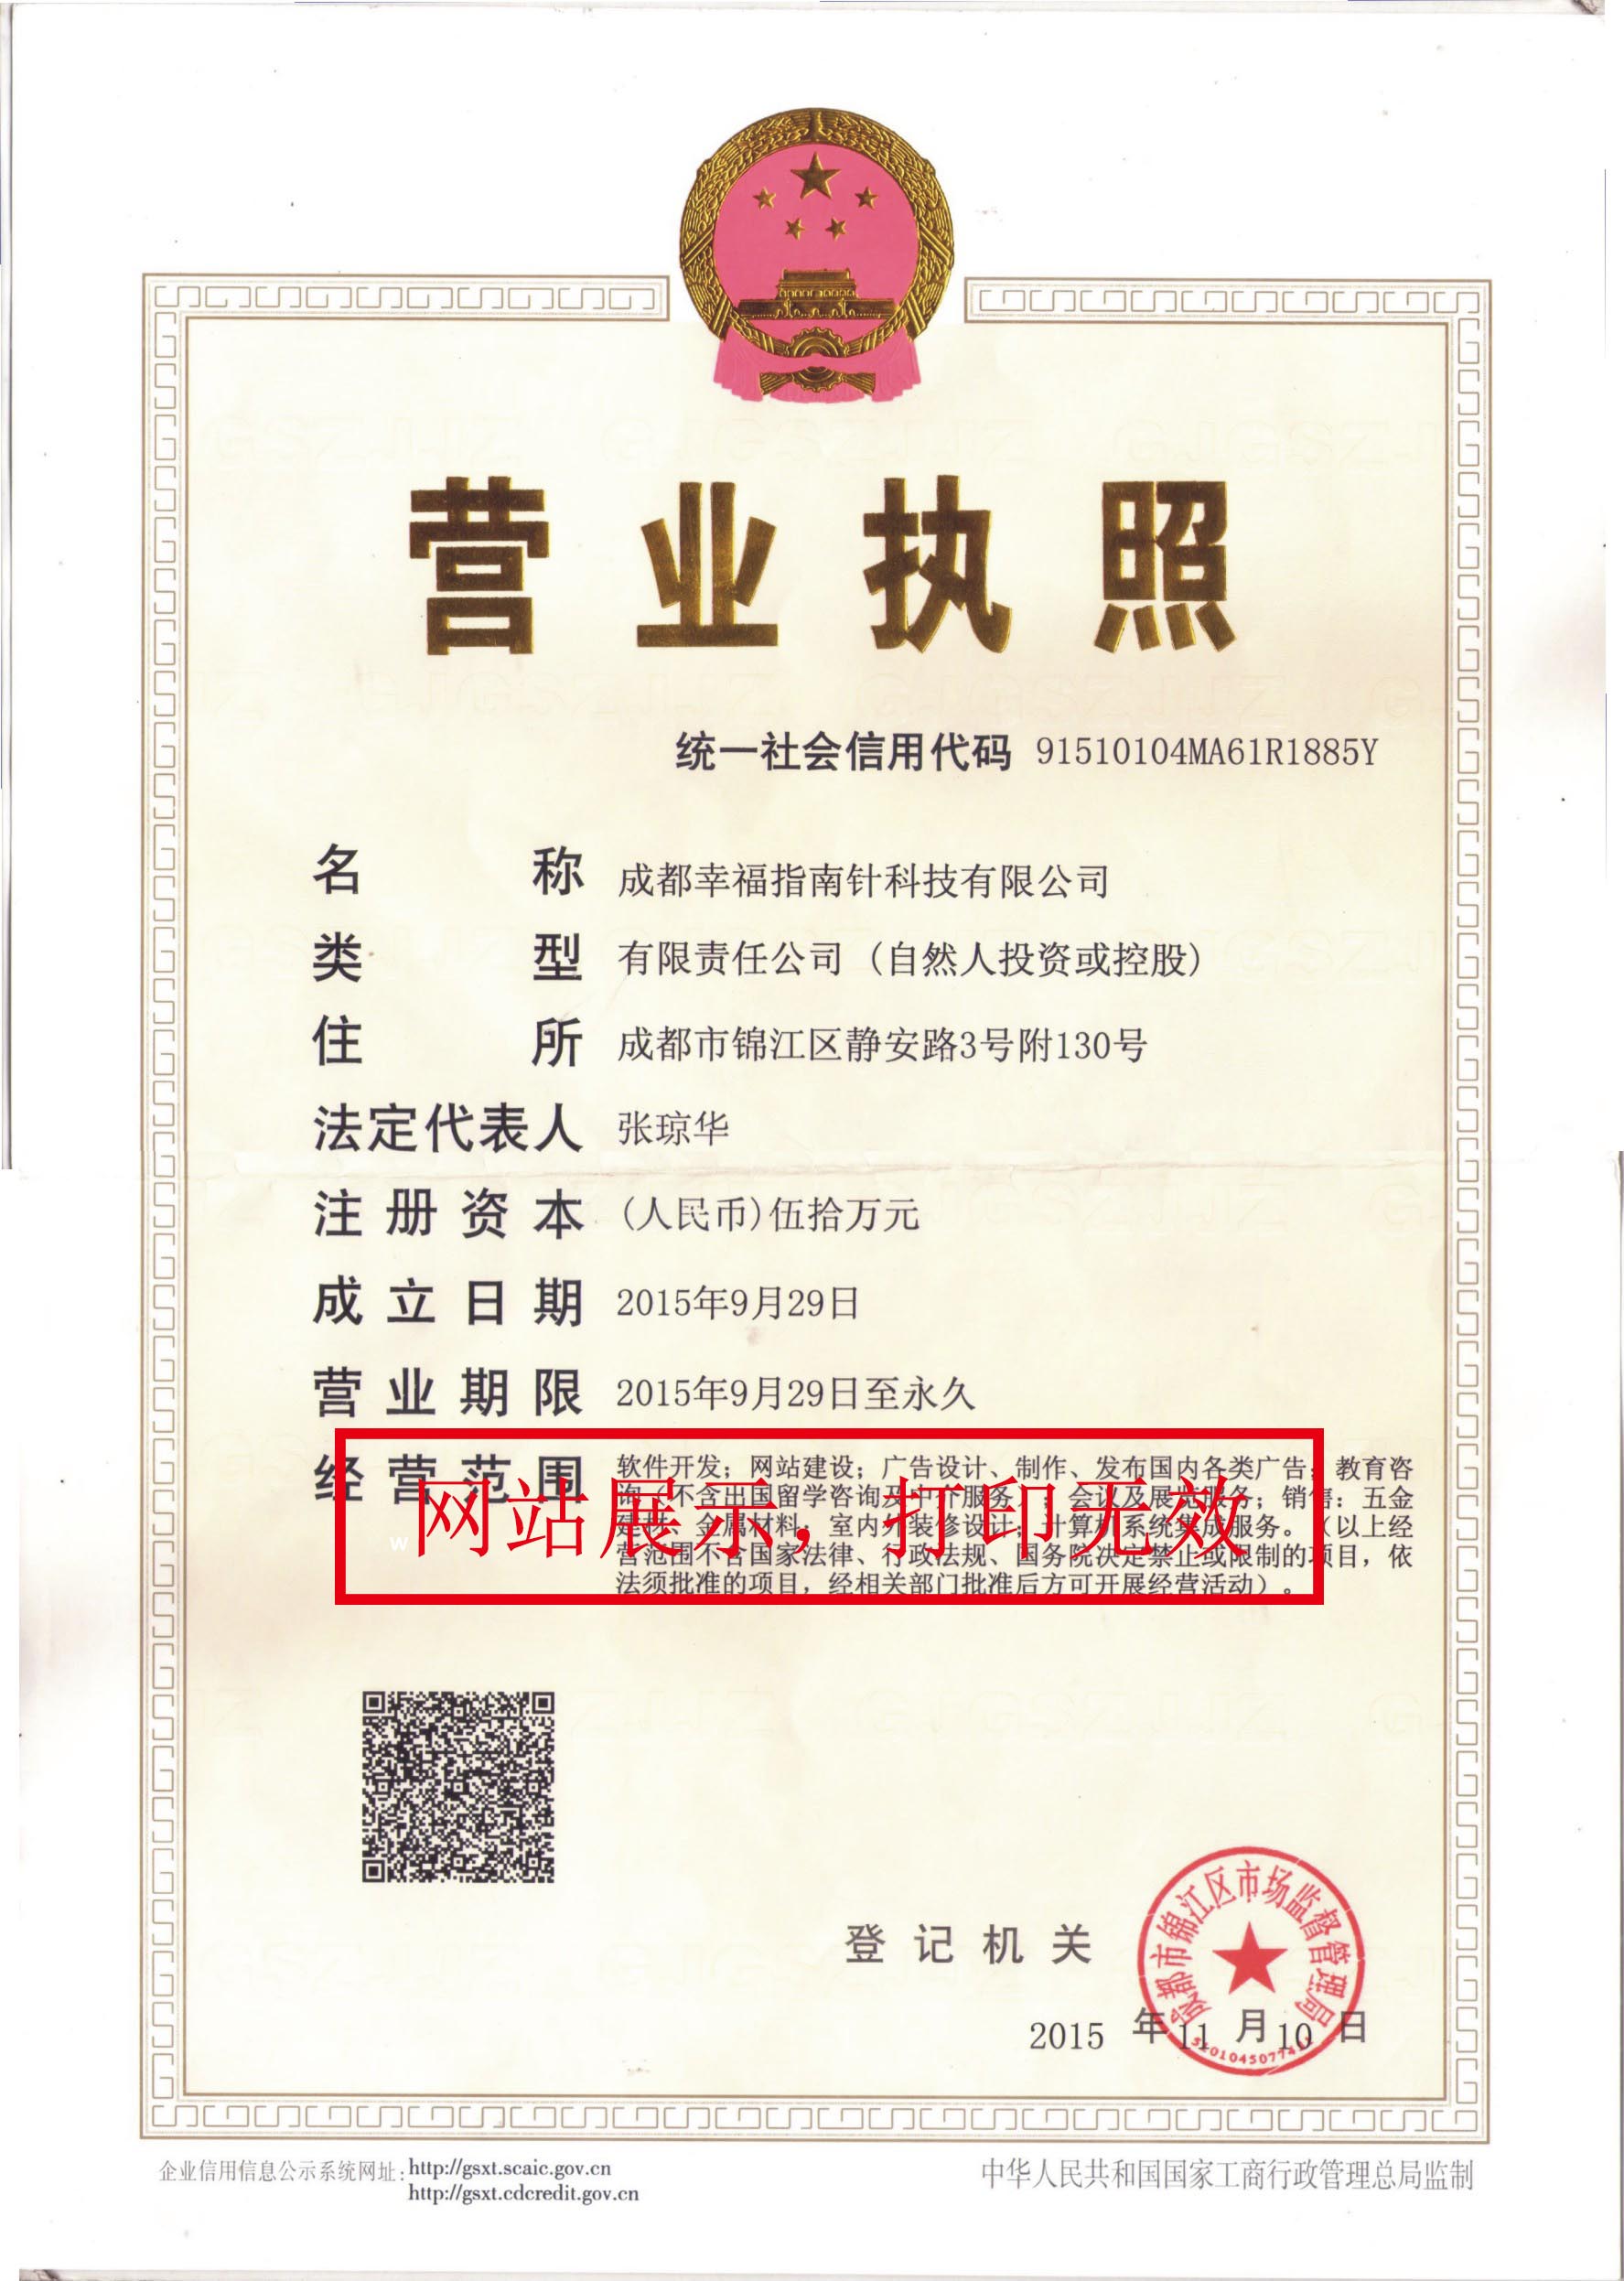 营业执照
统一社会信用代码 91510104MA61R1885Y
名称 成都幸福指南针科技有限公司
类型 有限责任公司（自然人投资或控股）
住所 成都市锦江区静安路3号附130号
法定代表人 张琼华
注册资本 (人民币)伍拾万元
成立日期 2015年9月29日
营业期限 2015年9月29日至永久
经营范围 软件开发；网站建设；广告设计、制作、发布国内各类广告；教育咨
询（不含出国留学咨询及中介服务）；会议及展览服务；销售：五金
建材、金属材料；室内外装修设计；计算机系统集成服务。（以上经
营范围不含国家法律、行政法规、国务院决定禁止或限制的项目，依
法须批准的项目，经相关部门批准后方可开展经营活动）。
w 网站展示，打印无效
登记机关
成都市锦江区市场监督管理局
2015 年 11 月 10 日
企业信用信息公示系统网址: http://gsxt.scaic.gov.cn
http://gsxt.cdcredit.gov.cn
中华人民共和国国家工商行政管理总局监制